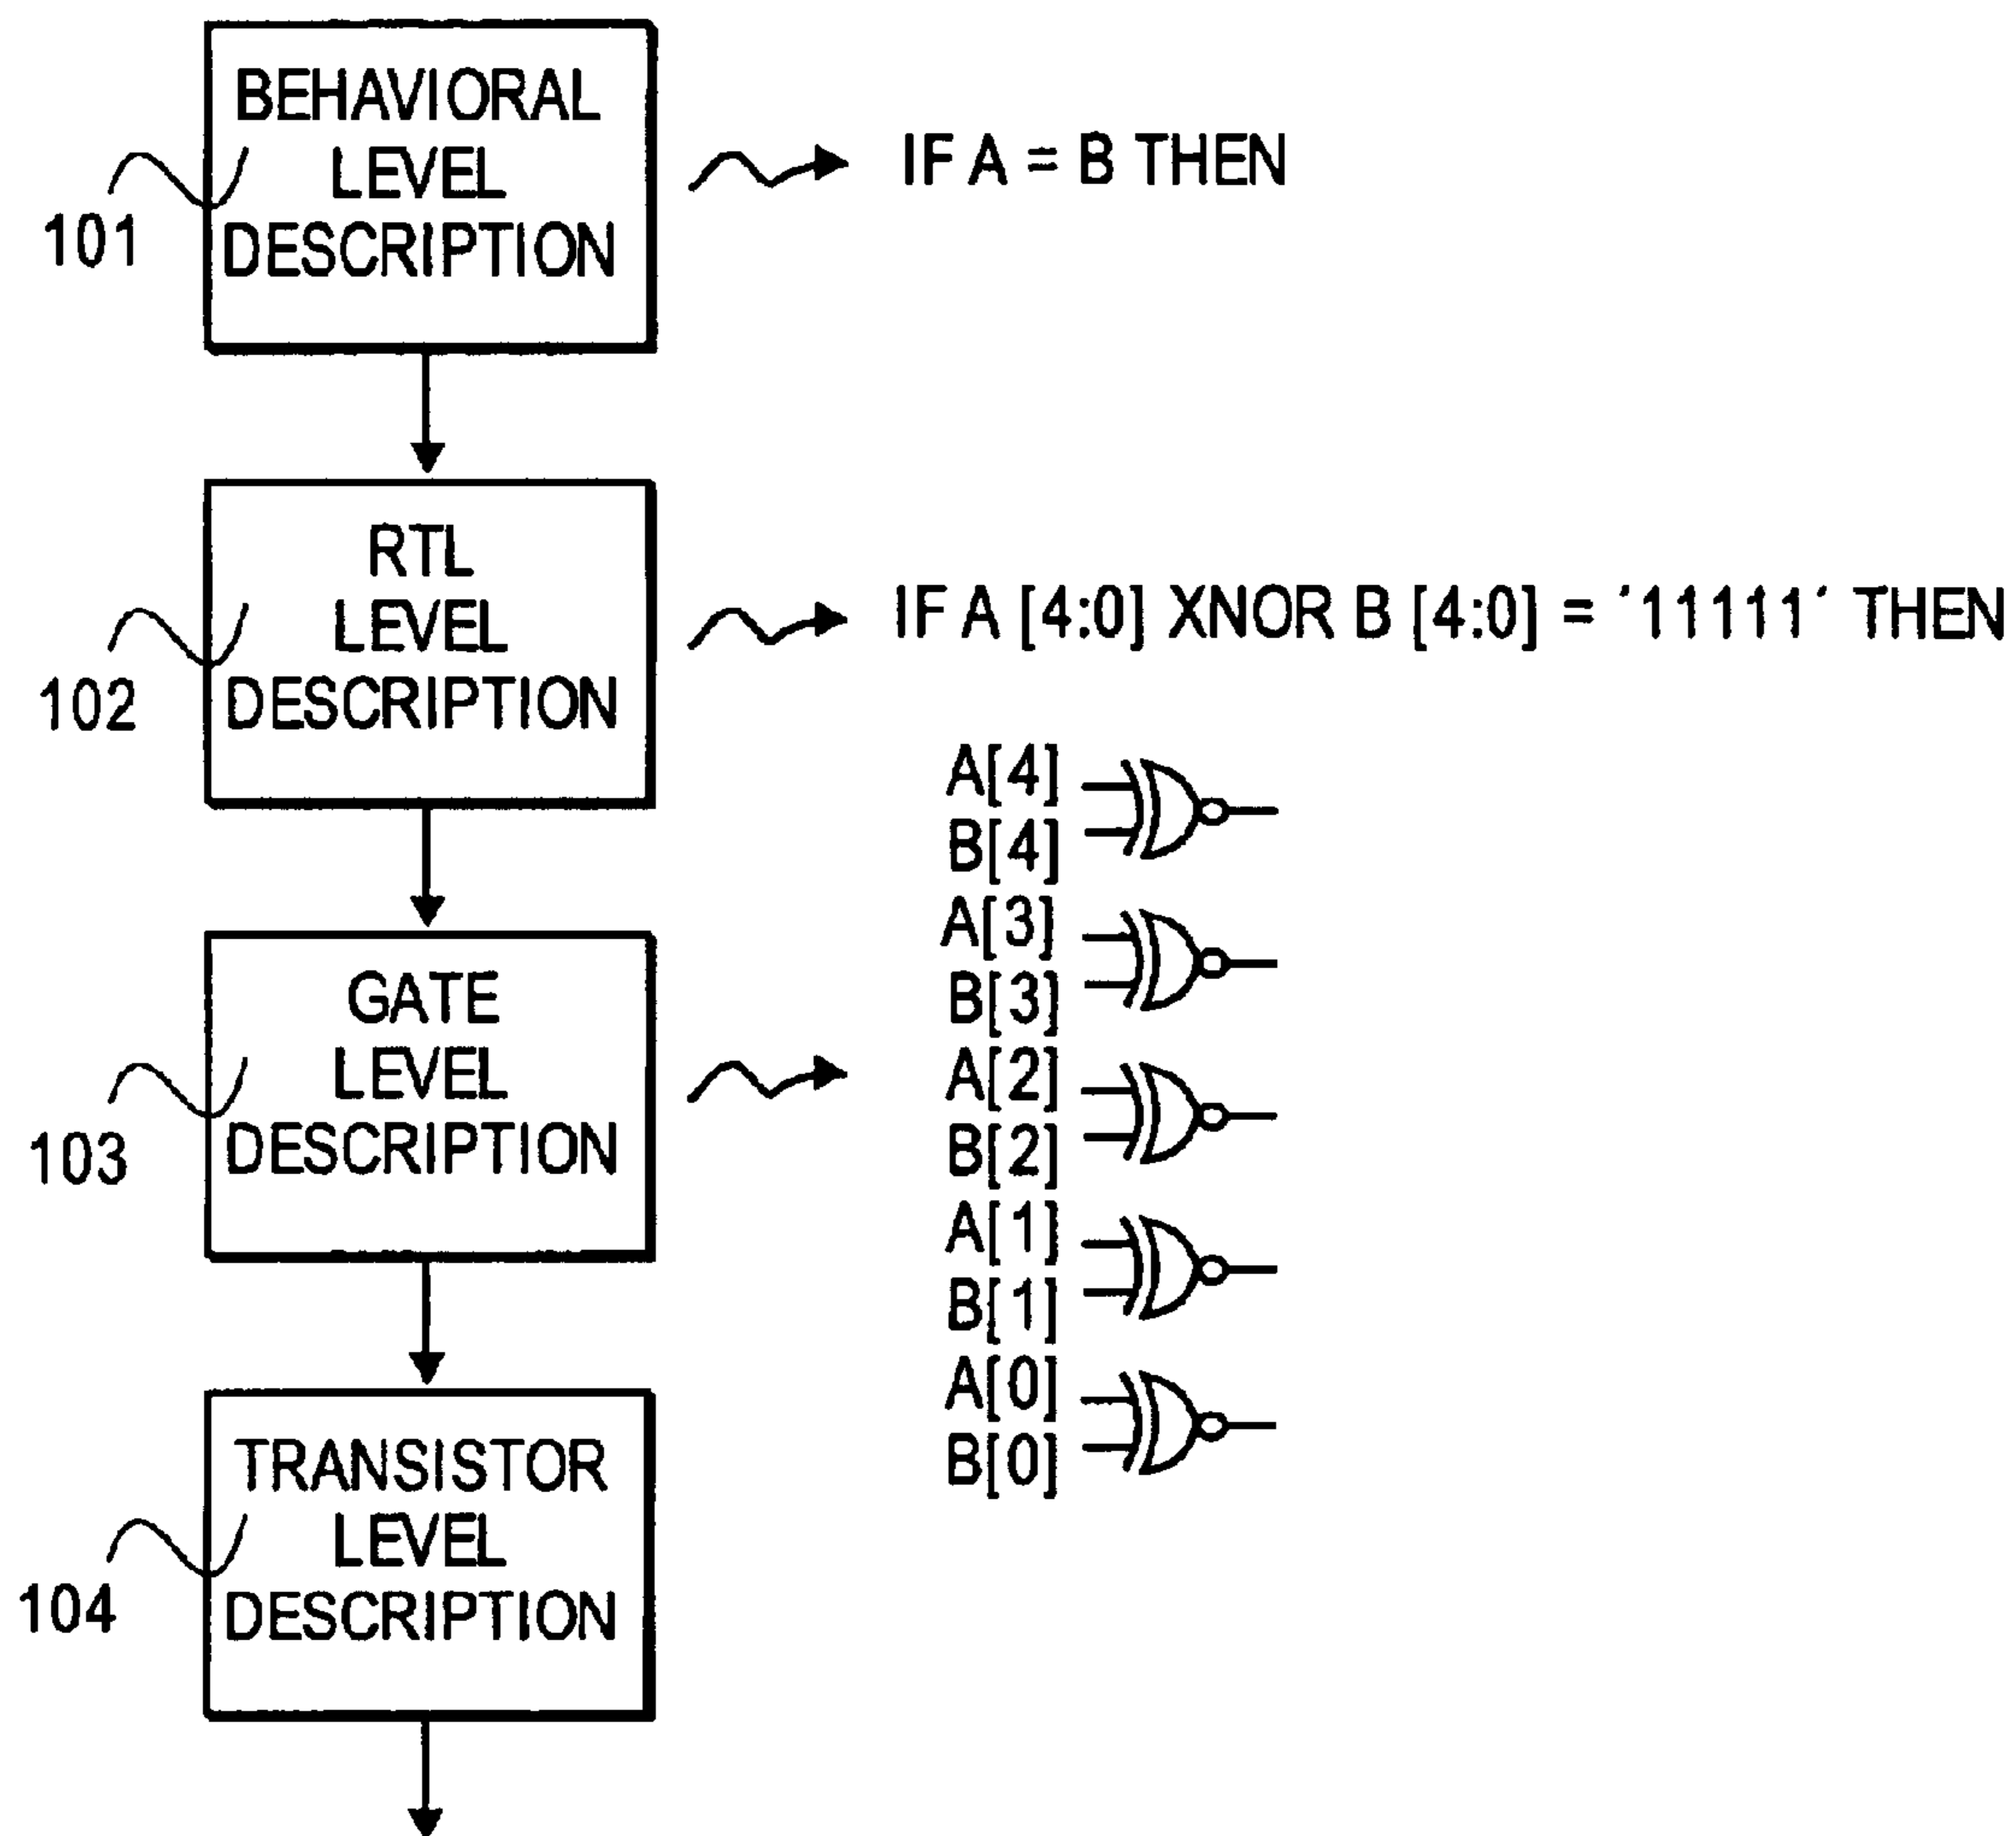 BEHAVIORAL
LEVEL
DESCRIPTION
101
IF A = B THEN
RTL
LEVEL
DESCRIPTION
102
IF A [4:0] XNOR B [4:0] = '11111' THEN
GATE
LEVEL
DESCRIPTION
103
A[4]
B[4]
A[3]
B[3]
A[2]
B[2]
A[1]
B[1]
A[0]
B[0]
TRANSISTOR
LEVEL
DESCRIPTION
104